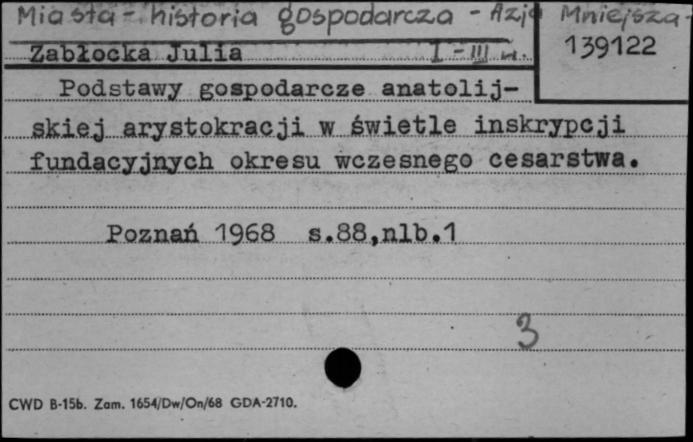 Miasta - historia gospodarcza - Azja Mniejsza
139122
Zabłocka Julia I-III w.
Podstawy gospodarcze anatolij-
skiej arystokracji w świetle inskrypcji
fundacyjnych okresu wczesnego cesarstwa.
Poznań 1968 s.88,nlb.1
3
CWD B-15b. Zam. 1654/Dw/On/68 GDA-2710.